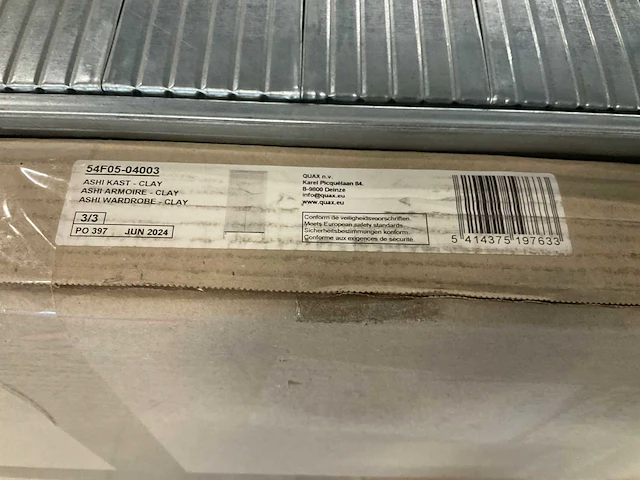 54F05-04003
ASHI KAST - CLAY
ASHI ARMOIRE - CLAY
ASHI WARDROBE - CLAY
3/3
PO 397 JUN 2024
QUAX n.v.
Karel Picquélaan 84.
B-9800 Deinze
info@quax.eu
www.quax.eu
Conform de veiligheidsvoorschriften.
Meets European safety standards.
Sicherheitsbestimmungen konform.
Conforme aux exigences de sécurité.
5 414375 197633